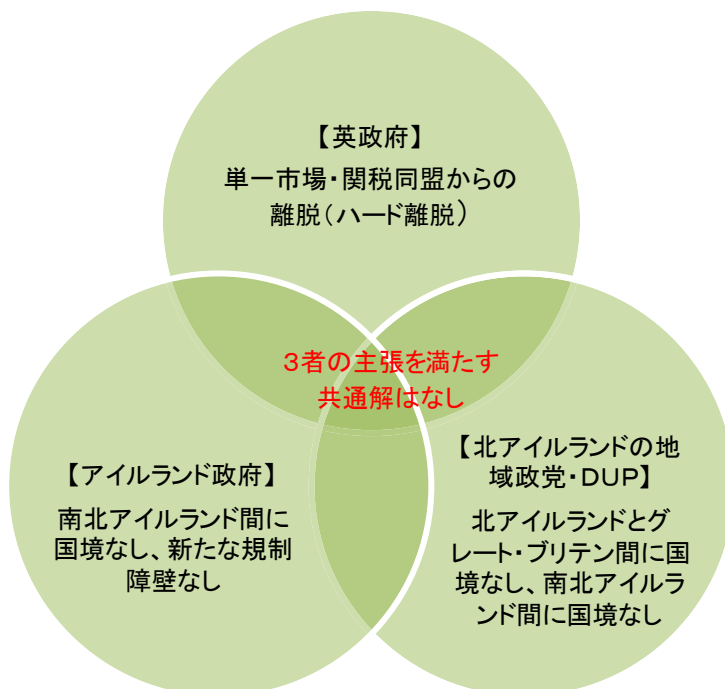 【英政府】
単一市場・関税同盟からの
離脱（ハード離脱）
３者の主張を満たす
共通解はなし
【アイルランド政府】
南北アイルランド間に
国境なし、新たな規制
障壁なし
【北アイルランドの地
域政党・ＤＵＰ】
北アイルランドとグ
レート・ブリテン間に国
境なし、南北アイルラ
ンド間に国境なし